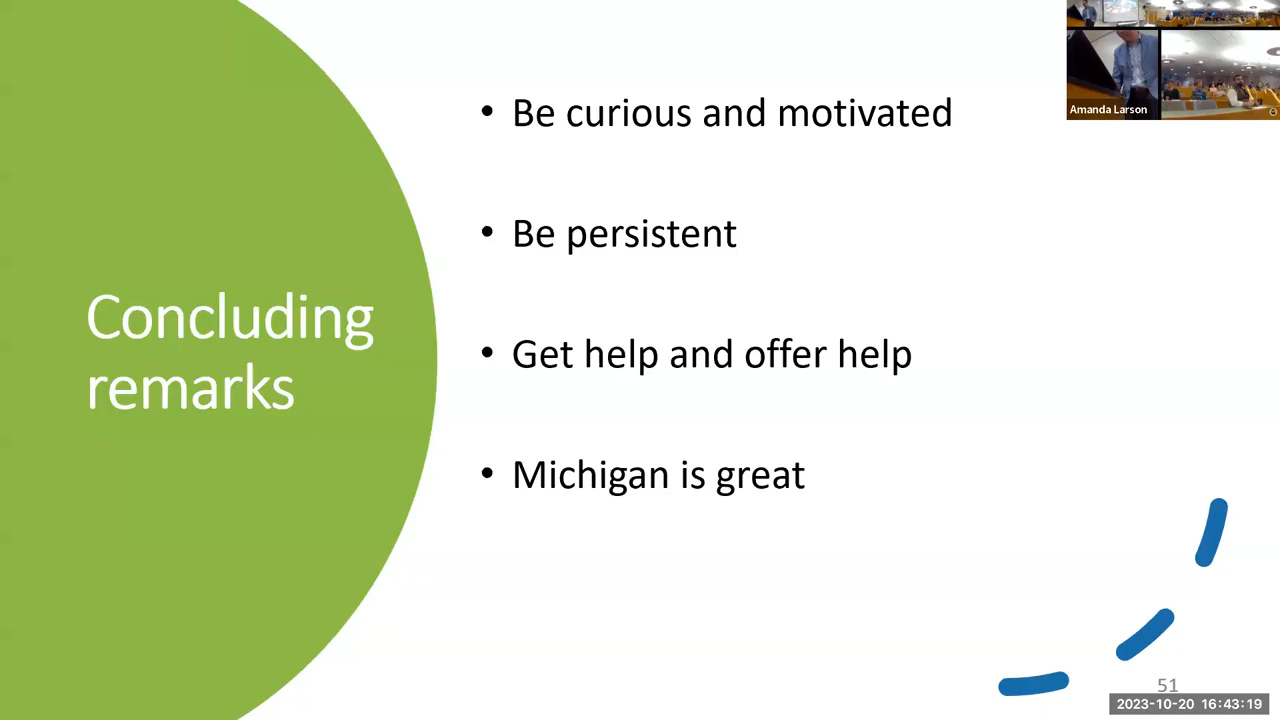 Concluding
remarks
• Be curious and motivated
• Be persistent
• Get help and offer help
• Michigan is great
Amanda Larson
51
2023-10-20 16:43:19